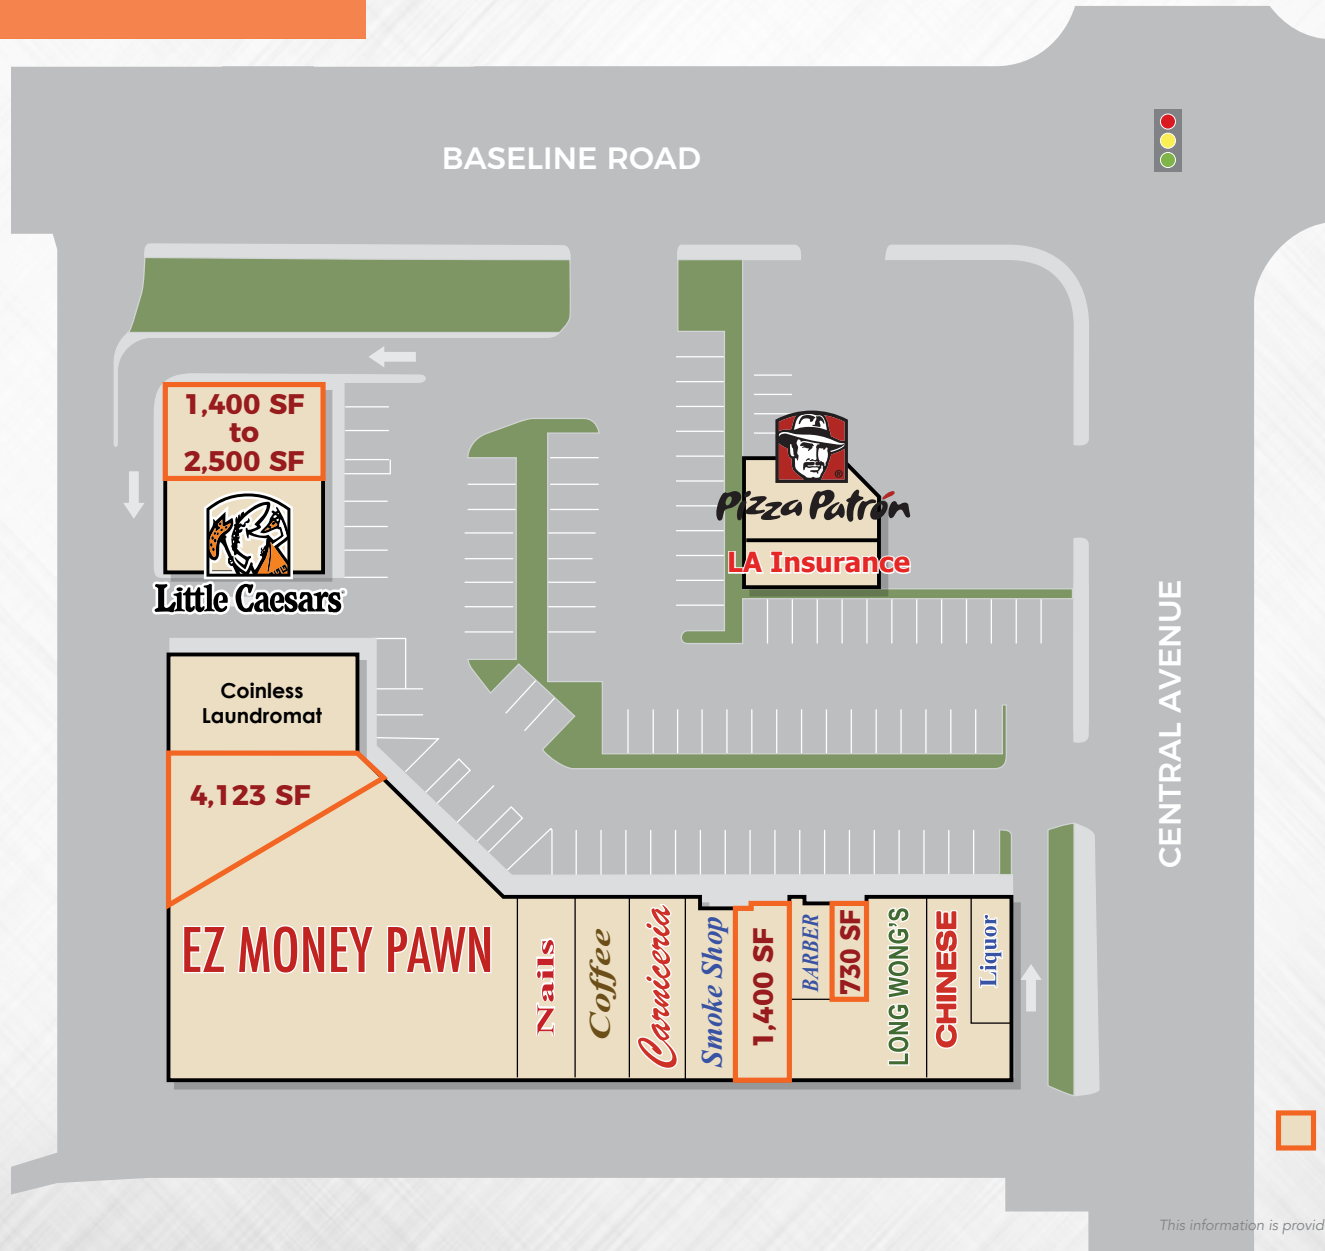 BASELINE ROAD
1,400 SF
to
2,500 SF
Little Caesars
Pizza Patrón
LA Insurance
CENTRAL AVENUE
Coinless
Laundromat
4,123 SF
EZ MONEY PAWN
Nails
Coffee
Carniceria
Smoke Shop
1,400 SF
BARBER
730 SF
LONG WONG'S
CHINESE
Liquor
This information is provid